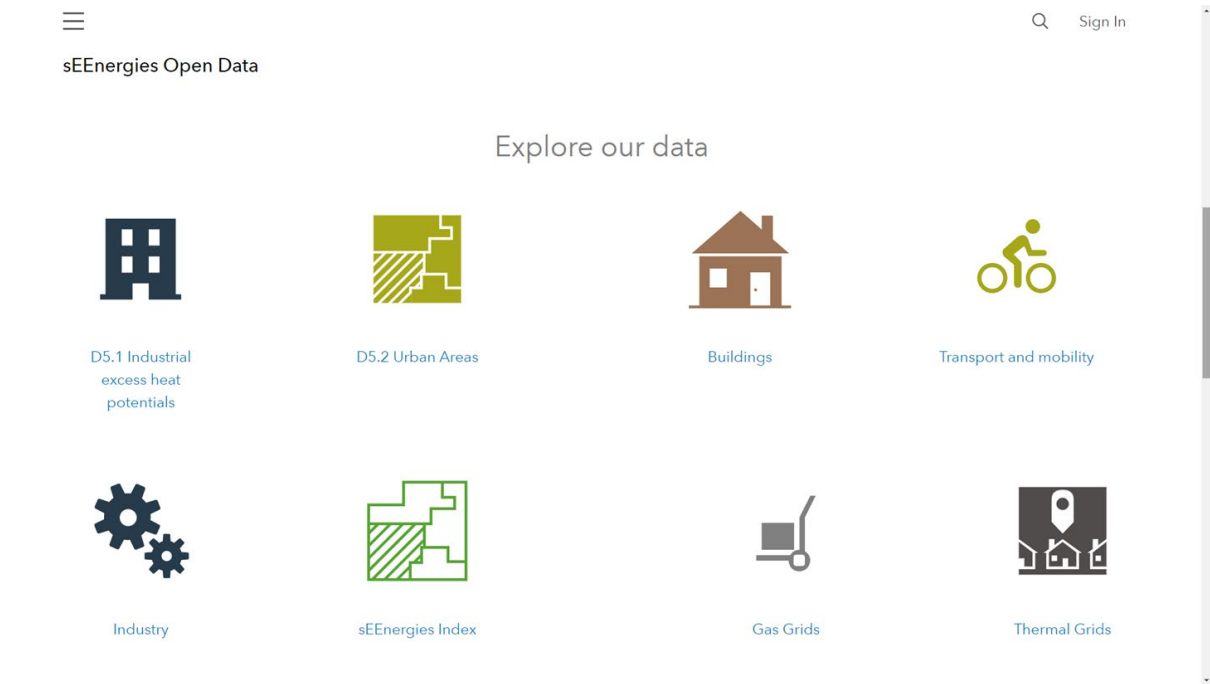 Sign In
sEEnergies Open Data
Explore our data
D5.1 Industrial
excess heat
potentials
D5.2 Urban Areas
Buildings
Transport and mobility
Industry
sEEnergies Index
Gas Grids
Thermal Grids